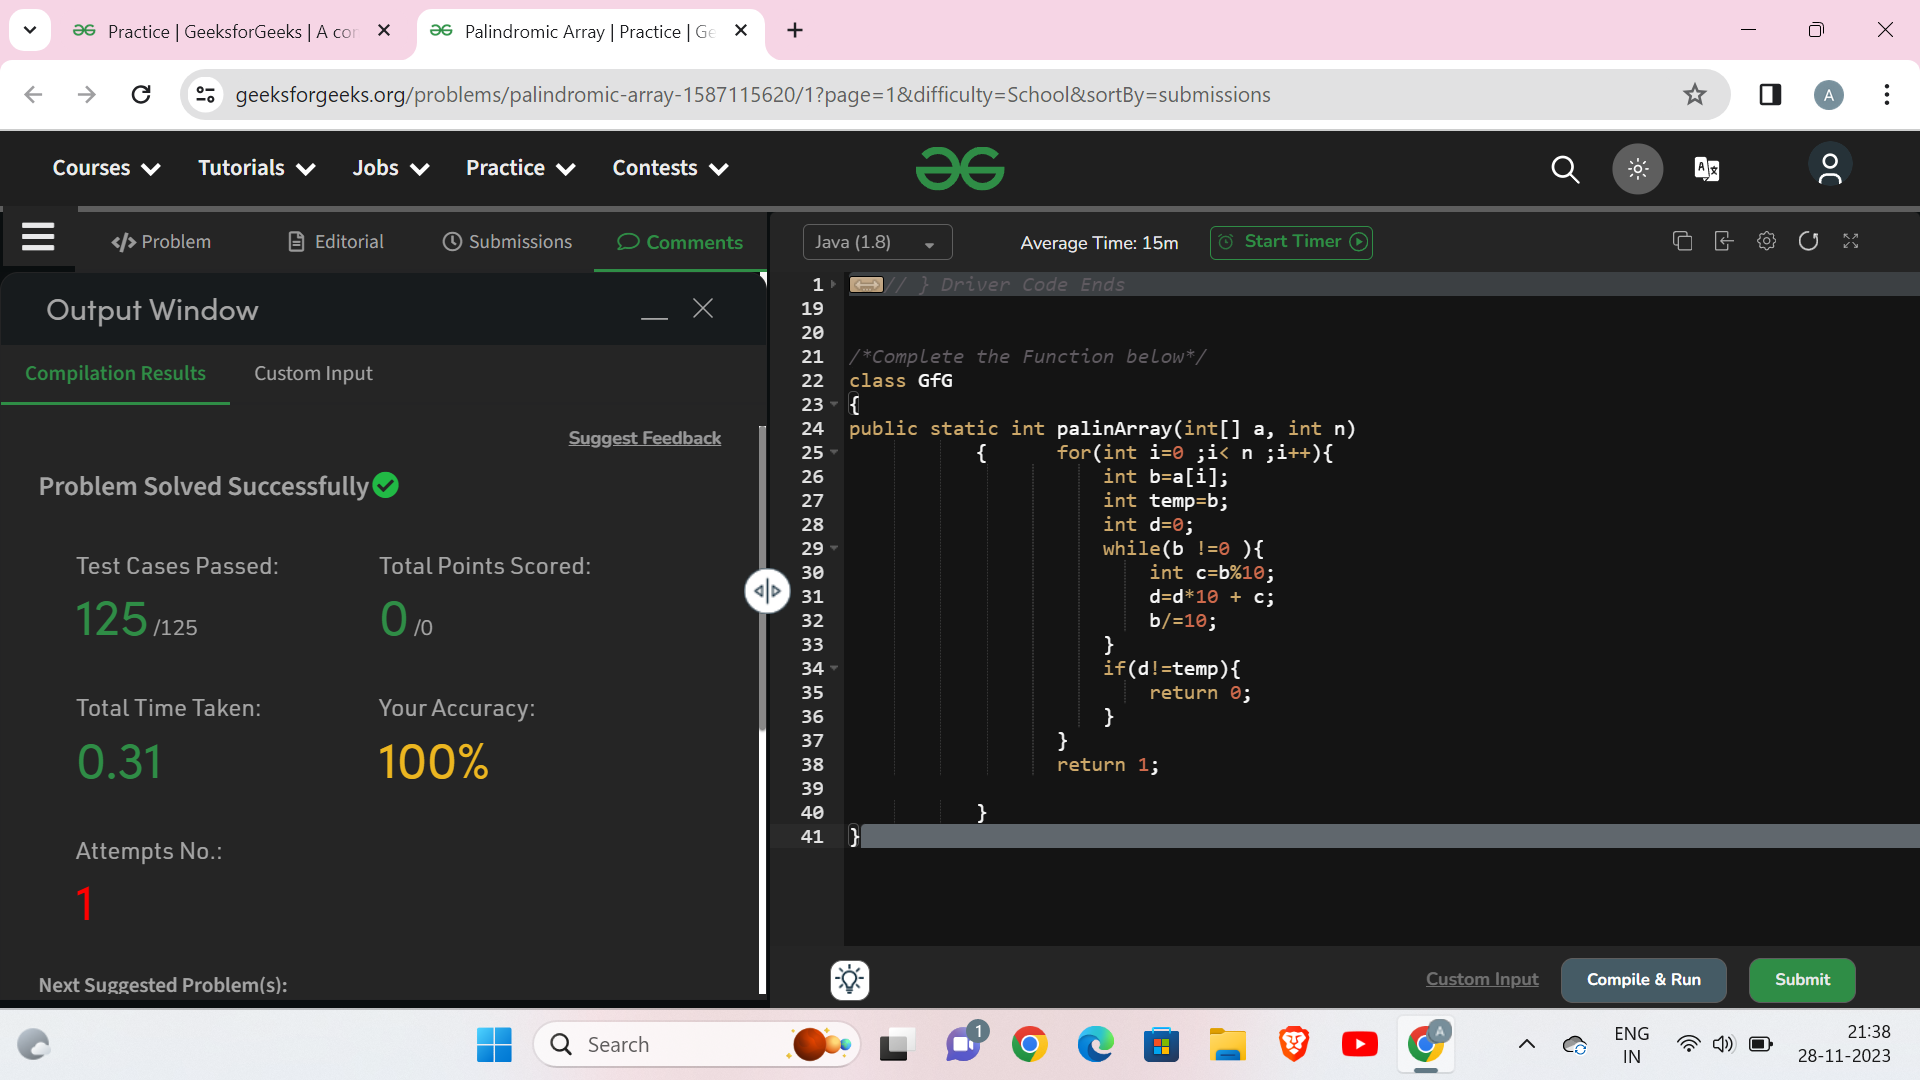 Practice | GeeksforGeeks | A cor
Palindromic Array | Practice | Ge
geeksforgeeks.org/problems/palindromic-array-1587115620/1?page=1&difficulty=School&sortBy=submissions
A
Courses Tutorials Jobs Practice Contests
</> Problem Editorial Submissions Comments
Java (1.8) Average Time: 15m Start Timer
Output Window
Compilation Results Custom Input
Suggest Feedback
Problem Solved Successfully
Test Cases Passed: Total Points Scored:
125 /125 0 /0
Total Time Taken: Your Accuracy:
0.31 100%
Attempts No.:
1
Next Suggested Problem(s):
1 // } Driver Code Ends
19
20
21 /*Complete the Function below*/
22 class GfG
23 {
24 public static int palinArray(int[] a, int n)
25 { for(int i=0 ;i< n ;i++){
26 int b=a[i];
27 int temp=b;
28 int d=0;
29 while(b !=0 ){
30 int c=b%10;
31 d=d*10 + c;
32 b/=10;
33 }
34 if(d!=temp){
35 return 0;
36 }
37 }
38 return 1;
39
40 }
41 }
Custom Input Compile & Run Submit
Search
1
A
ENG
IN
21:38
28-11-2023